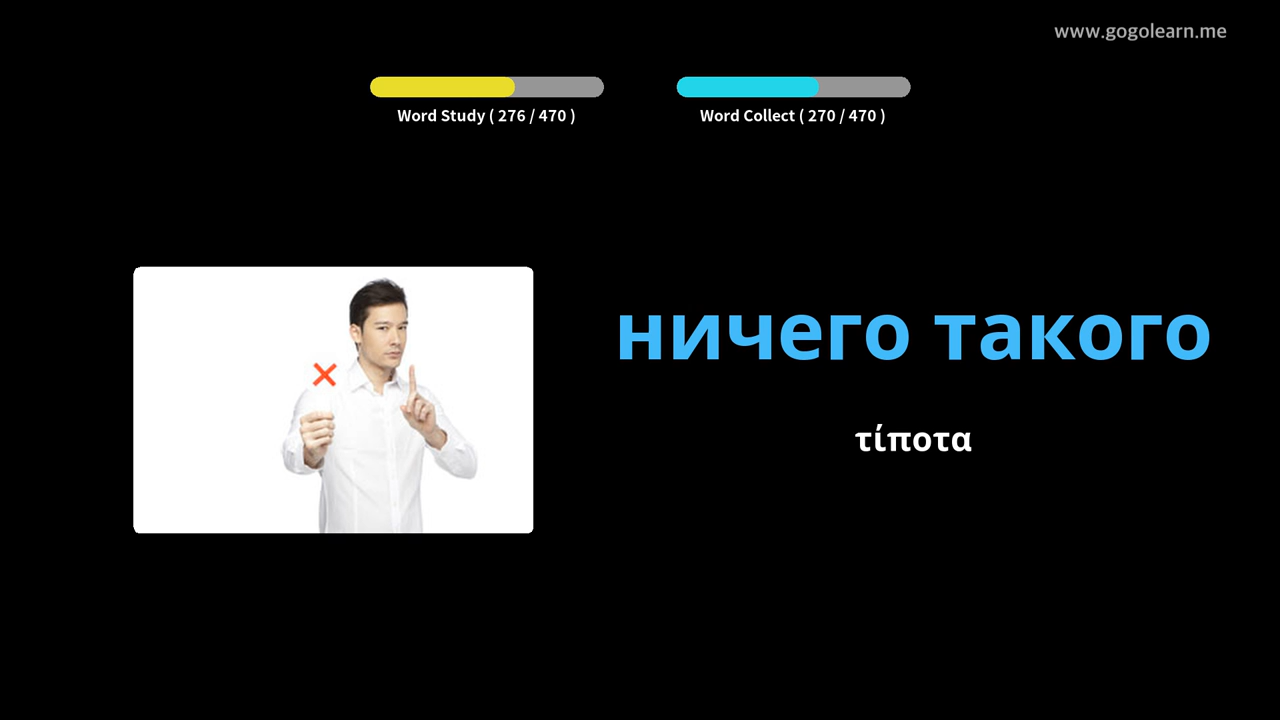 www.gogolearn.me
Word Study ( 276 / 470 )
Word Collect ( 270 / 470 )
ничего такого
τίποτα